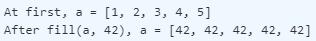 At first, a = [1, 2, 3, 4, 5]
After fill(a, 42), a = [42, 42, 42, 42, 42]